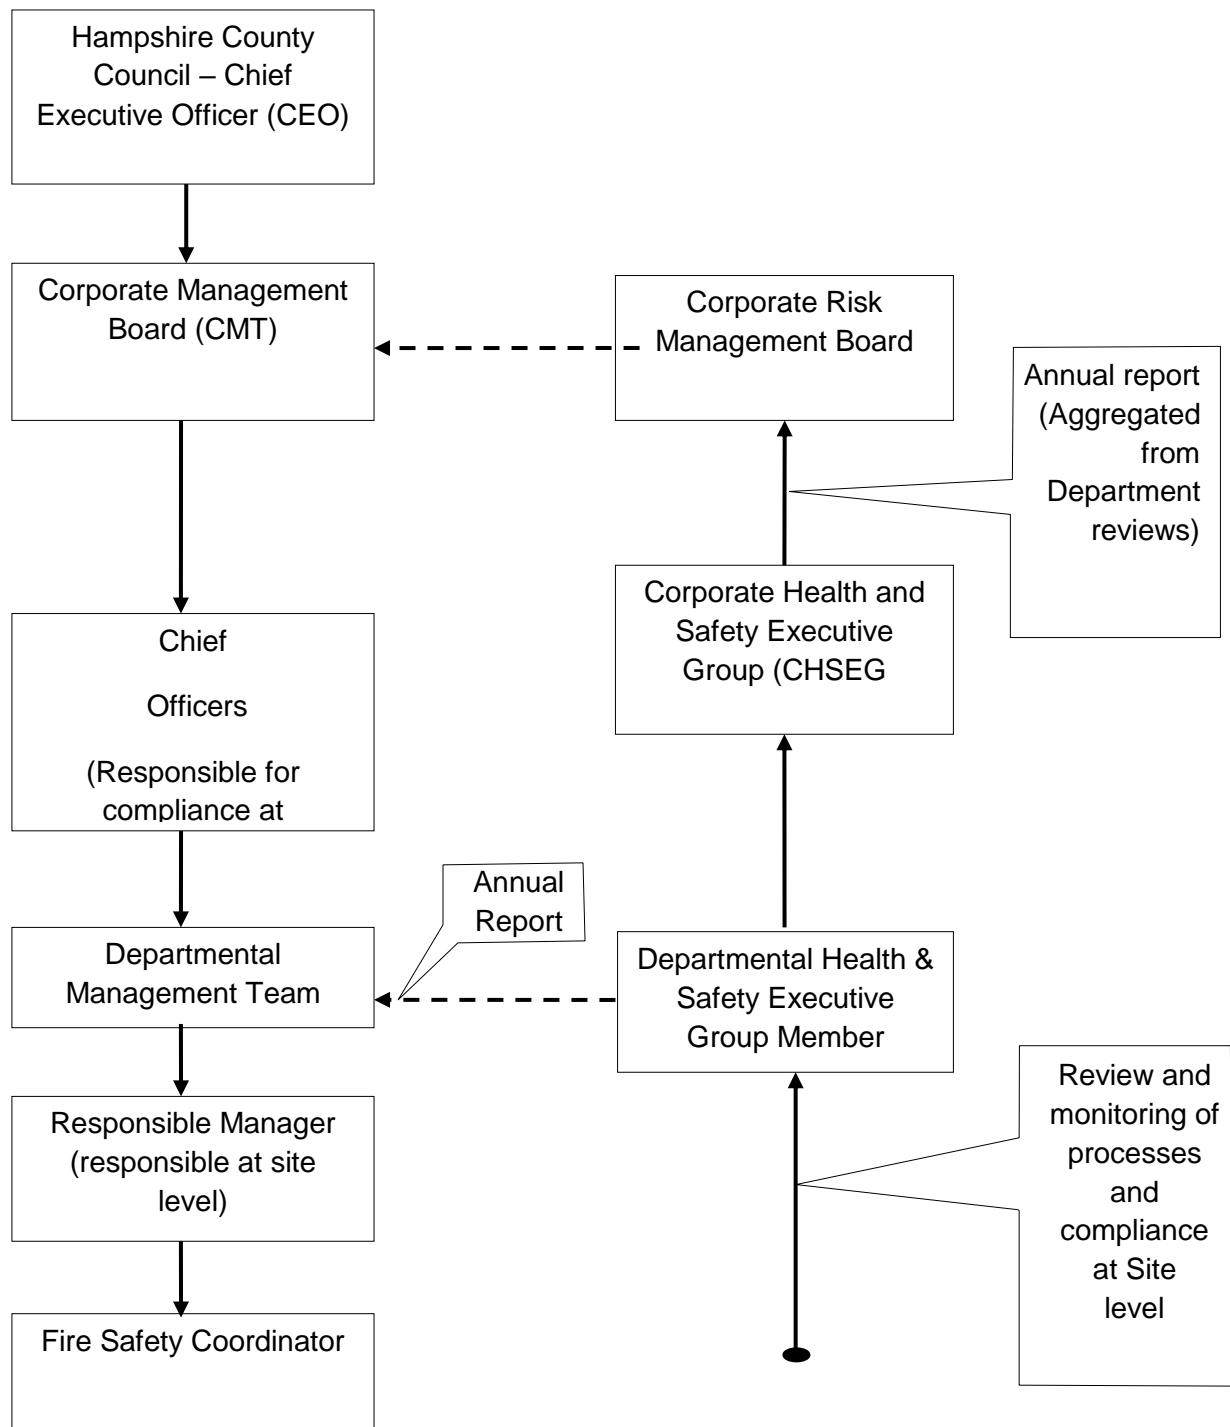 Hampshire County
Council – Chief
Executive Officer (CEO)
Corporate Management
Board (CMT)
Corporate Risk
Management Board
Annual report
(Aggregated
from
Department
reviews)
Corporate Health and
Safety Executive
Group (CHSEG
Chief
Officers
(Responsible for
compliance at
Annual
Report
Departmental
Management Team
Departmental Health &
Safety Executive
Group Member
Responsible Manager
(responsible at site
level)
Review and
monitoring of
processes
and
compliance
at Site
level
Fire Safety Coordinator